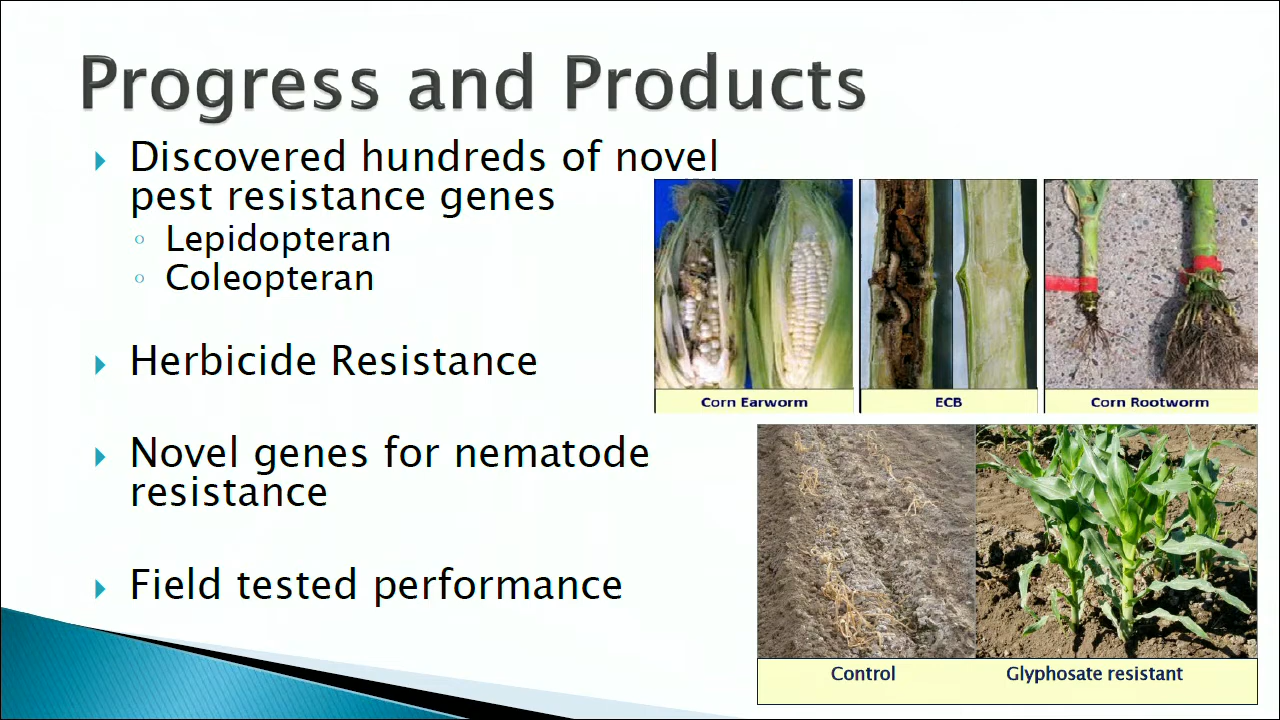 Progress and Products
Discovered hundreds of novel
pest resistance genes
Lepidopteran
Coleopteran
Herbicide Resistance
Novel genes for nematode
resistance
Field tested performance
Corn Earworm
ECB
Corn Rootworm
Control
Glyphosate resistant